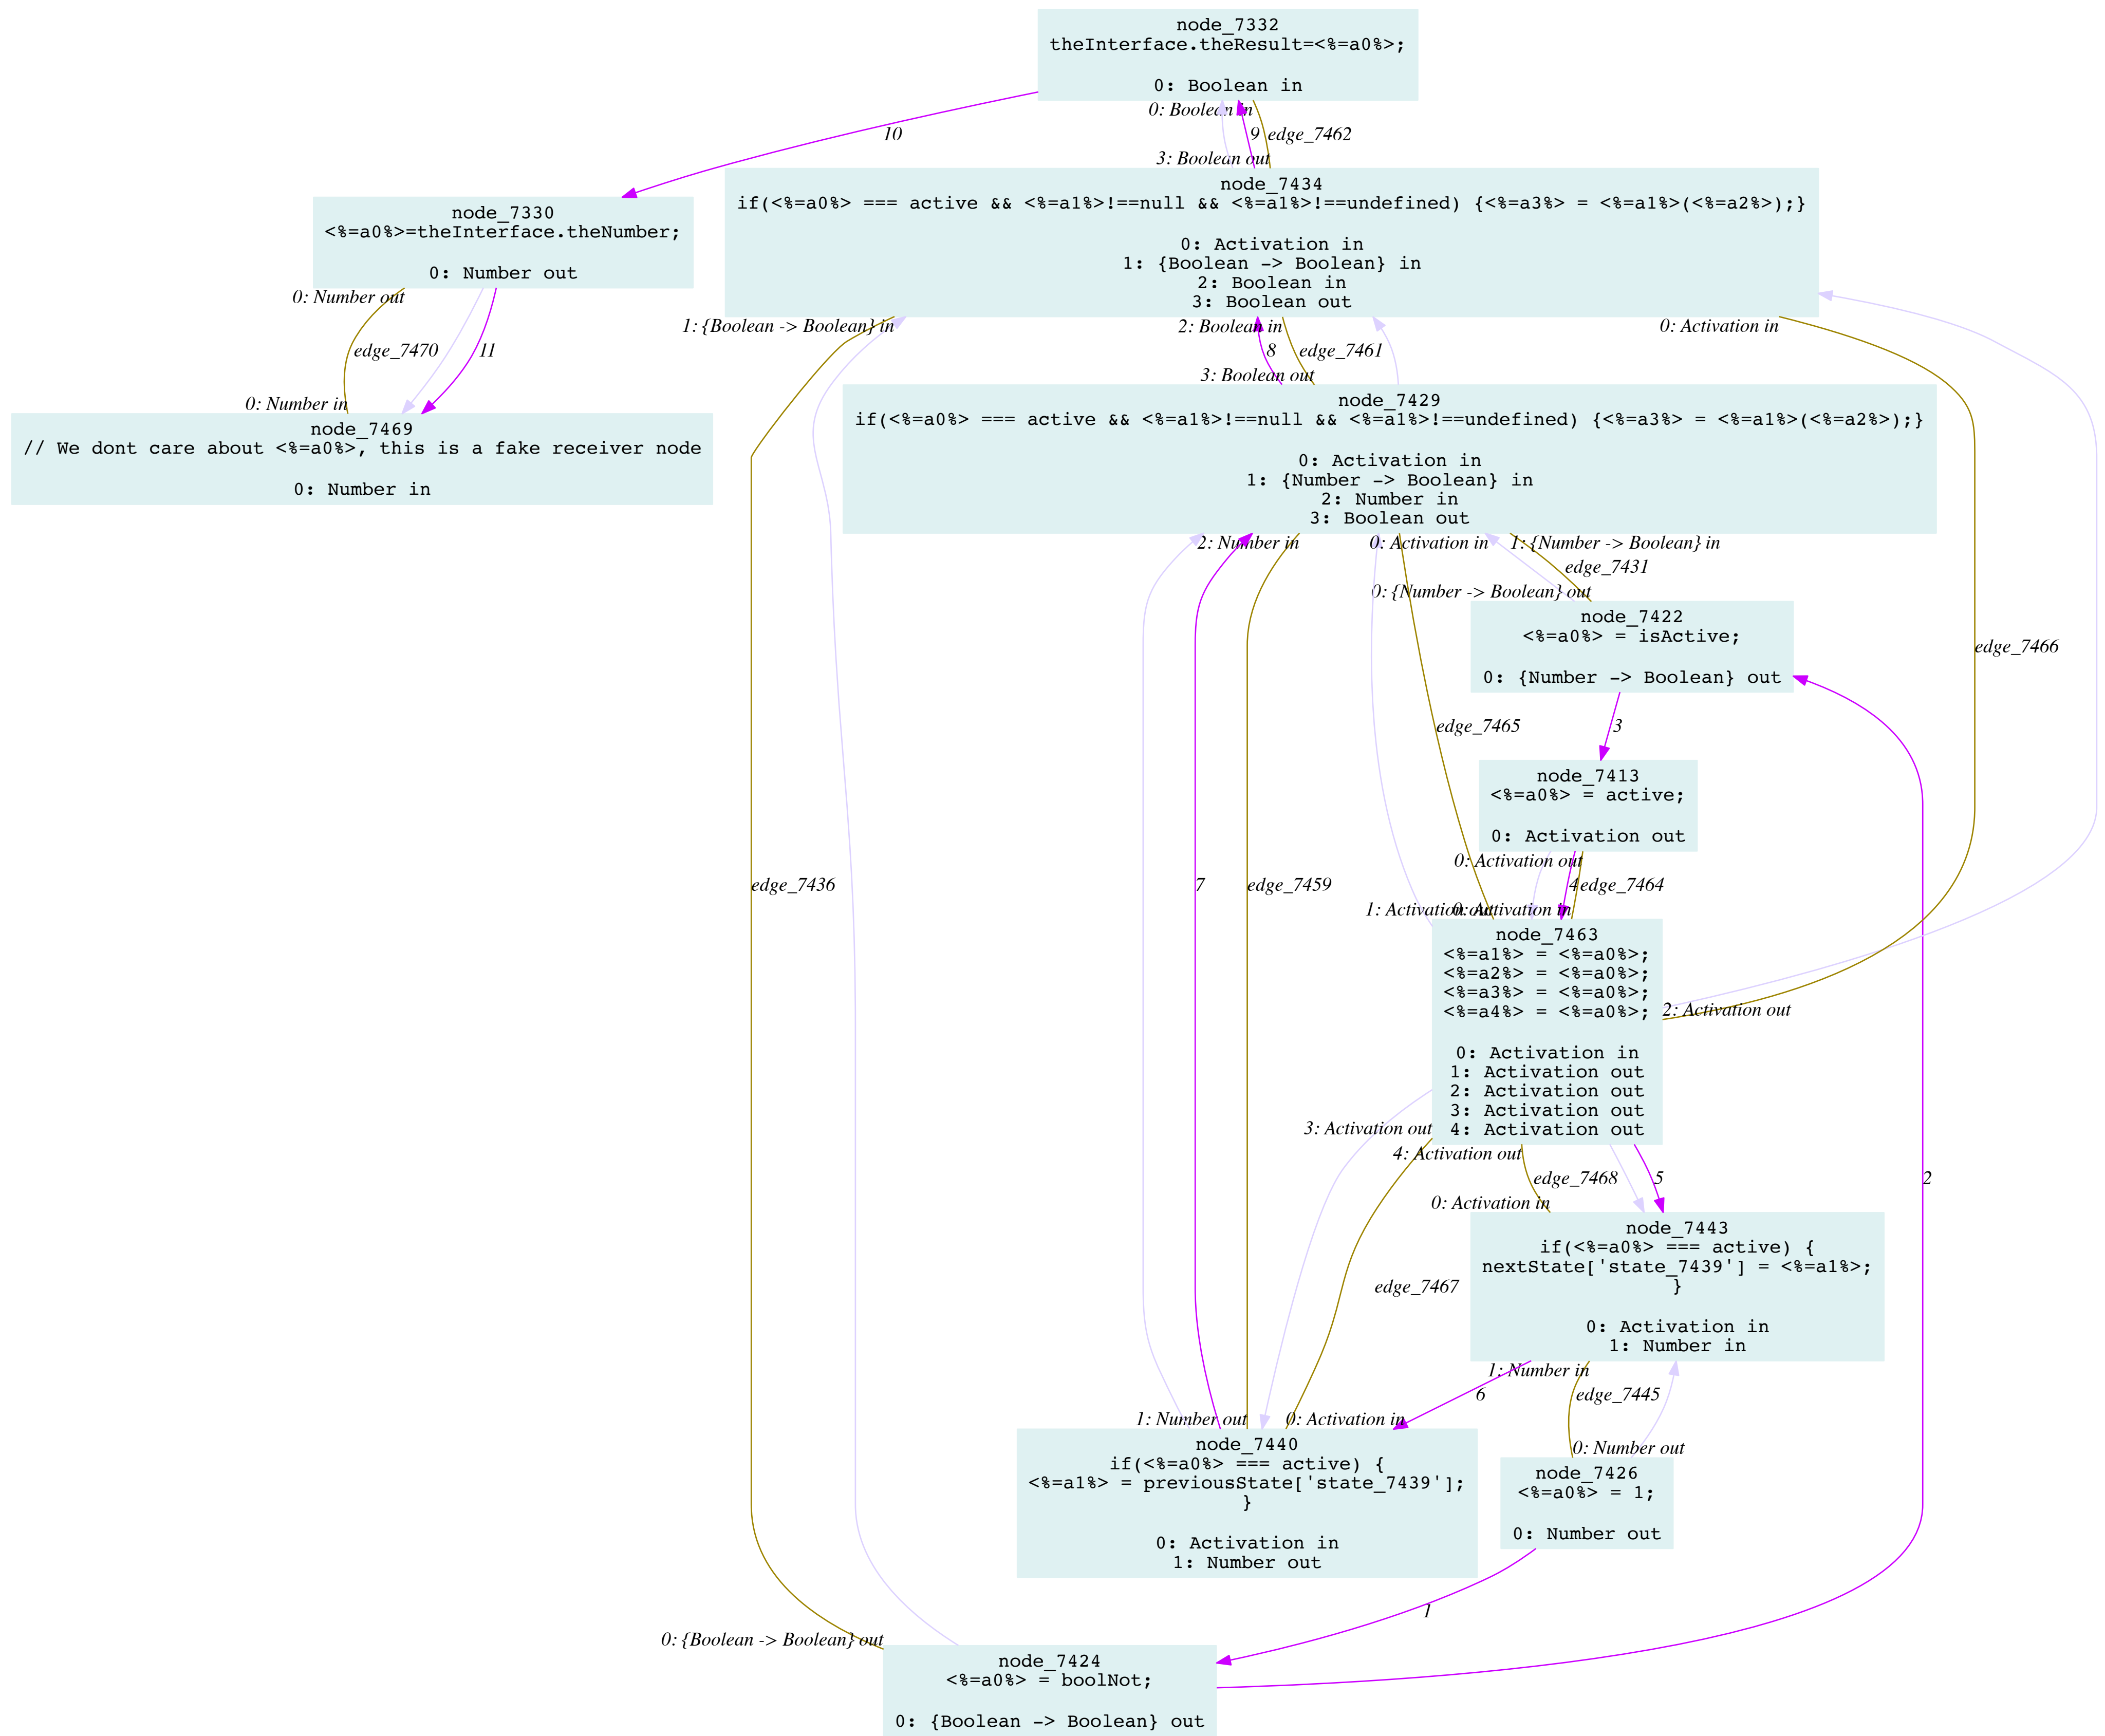 node_7332
theInterface.theResult=<%=a0%>;
0: Boolean in
0: Boolean in
10
9
edge_7462
3: Boolean out
node_7434
if(<%=a0%> === active && <%=a1%>!==null && <%=a1%>!==undefined) {<%=a3%> = <%=a1%>(<%=a2%>);}
0: Activation in
1: {Boolean -> Boolean} in
2: Boolean in
3: Boolean out
node_7330
<%=a0%>=theInterface.theNumber;
0: Number out
0: Number out
1: {Boolean -> Boolean} in
2: Boolean in
0: Activation in
edge_7470
11
8
edge_7461
3: Boolean out
0: Number in
node_7469
// We dont care about <%=a0%>, this is a fake receiver node
0: Number in
node_7429
if(<%=a0%> === active && <%=a1%>!==null && <%=a1%>!==undefined) {<%=a3%> = <%=a1%>(<%=a2%>);}
0: Activation in
1: {Number -> Boolean} in
2: Number in
3: Boolean out
2: Number in
0: Activation in
1: {Number -> Boolean} in
edge_7431
0: {Number -> Boolean} out
node_7422
<%=a0%> = isActive;
0: {Number -> Boolean} out
edge_7466
edge_7465
3
node_7413
<%=a0%> = active;
0: Activation out
0: Activation out
edge_7436
7
edge_7459
4
edge_7464
1: Activation out
0: Activation in
node_7463
<%=a1%> = <%=a0%>;
<%=a2%> = <%=a0%>;
<%=a3%> = <%=a0%>;
<%=a4%> = <%=a0%>;
0: Activation in
1: Activation out
2: Activation out
3: Activation out
4: Activation out
2: Activation out
3: Activation out
4: Activation out
edge_7468
5
2
0: Activation in
node_7443
if(<%=a0%> === active) {
nextState['state_7439'] = <%=a1%>;
}
0: Activation in
1: Number in
edge_7467
1: Number in
6
edge_7445
1: Number out
0: Activation in
0: Number out
node_7440
if(<%=a0%> === active) {
<%=a1%> = previousState['state_7439'];
}
0: Activation in
1: Number out
node_7426
<%=a0%> = 1;
0: Number out
1
0: {Boolean -> Boolean} out
node_7424
<%=a0%> = boolNot;
0: {Boolean -> Boolean} out